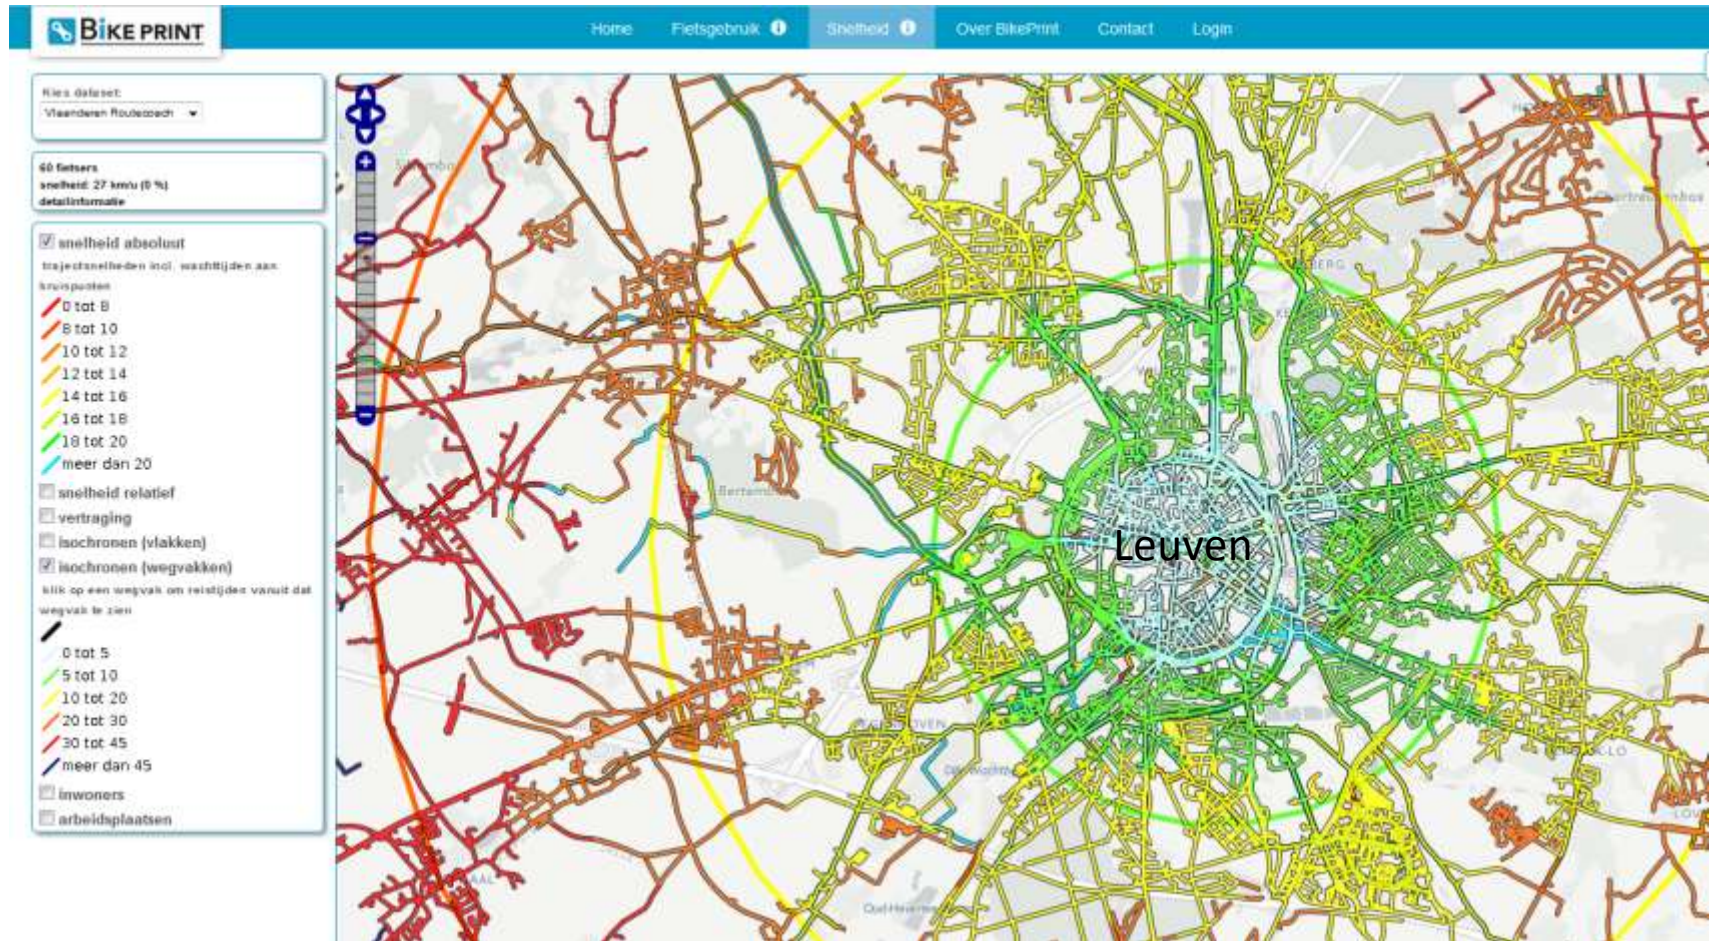 BiKE PRINT
Home Fietsgebruik Snelheid Over BikePrint Contact Login
Kies dataset:
Vlaanderen Routecoach
60 fietsers
snelheid: 27 km/u (0 %)
detailinformatie
snelheid absoluut
trajectsnelheden incl. wachttijden aan
kruispunten
0 tot 8
8 tot 10
10 tot 12
12 tot 14
14 tot 16
16 tot 18
18 tot 20
meer dan 20
snelheid relatief
vertraging
isochronen (vlakken)
isochronen (wegvakken)
klik op een wegvak om reistijden vanuit dat
wegvak te zien
0 tot 5
5 tot 10
10 tot 20
20 tot 30
30 tot 45
meer dan 45
inwoners
arbeidsplaatsen
Leuven